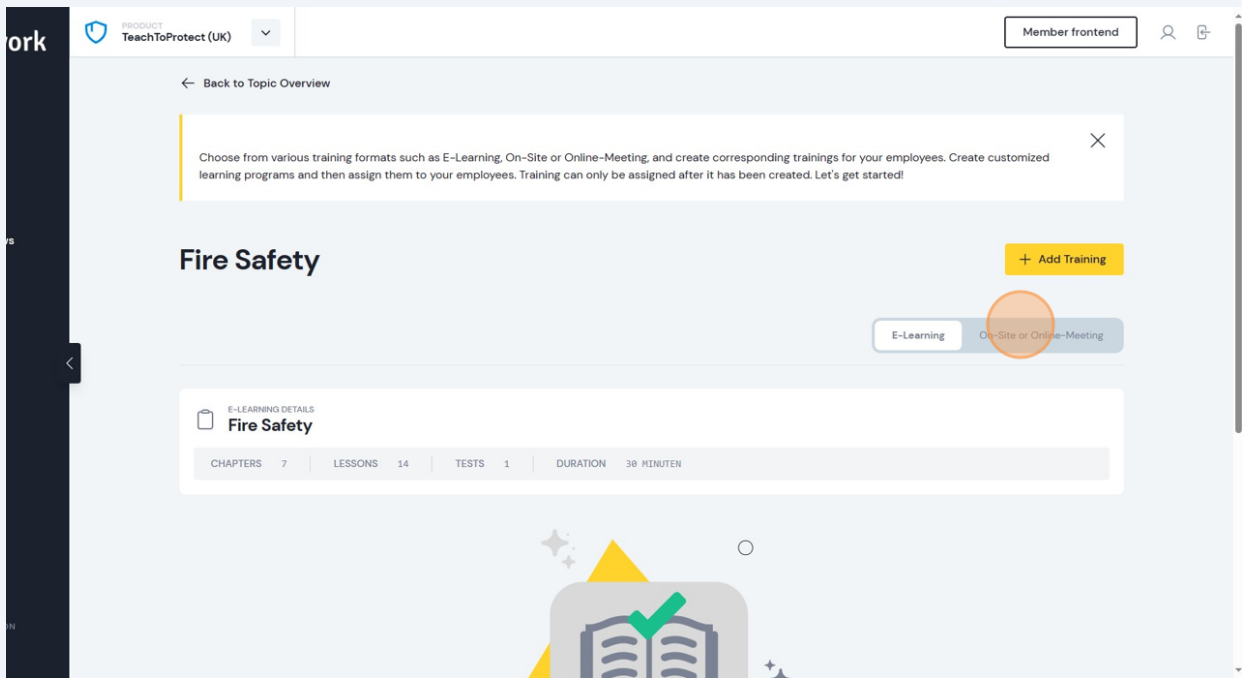 ork
PRODUCT
TeachToProtect (UK)
Member frontend
Back to Topic Overview
Choose from various training formats such as E-Learning, On-Site or Online-Meeting, and create corresponding trainings for your employees. Create customized
learning programs and then assign them to your employees. Training can only be assigned after it has been created. Let's get started!
ws
Fire Safety
+ Add Training
E-Learning On-Site or Online-Meeting
E-LEARNING DETAILS
Fire Safety
CHAPTERS 7 LESSONS 14 TESTS 1 DURATION 30 MINUTEN
ON